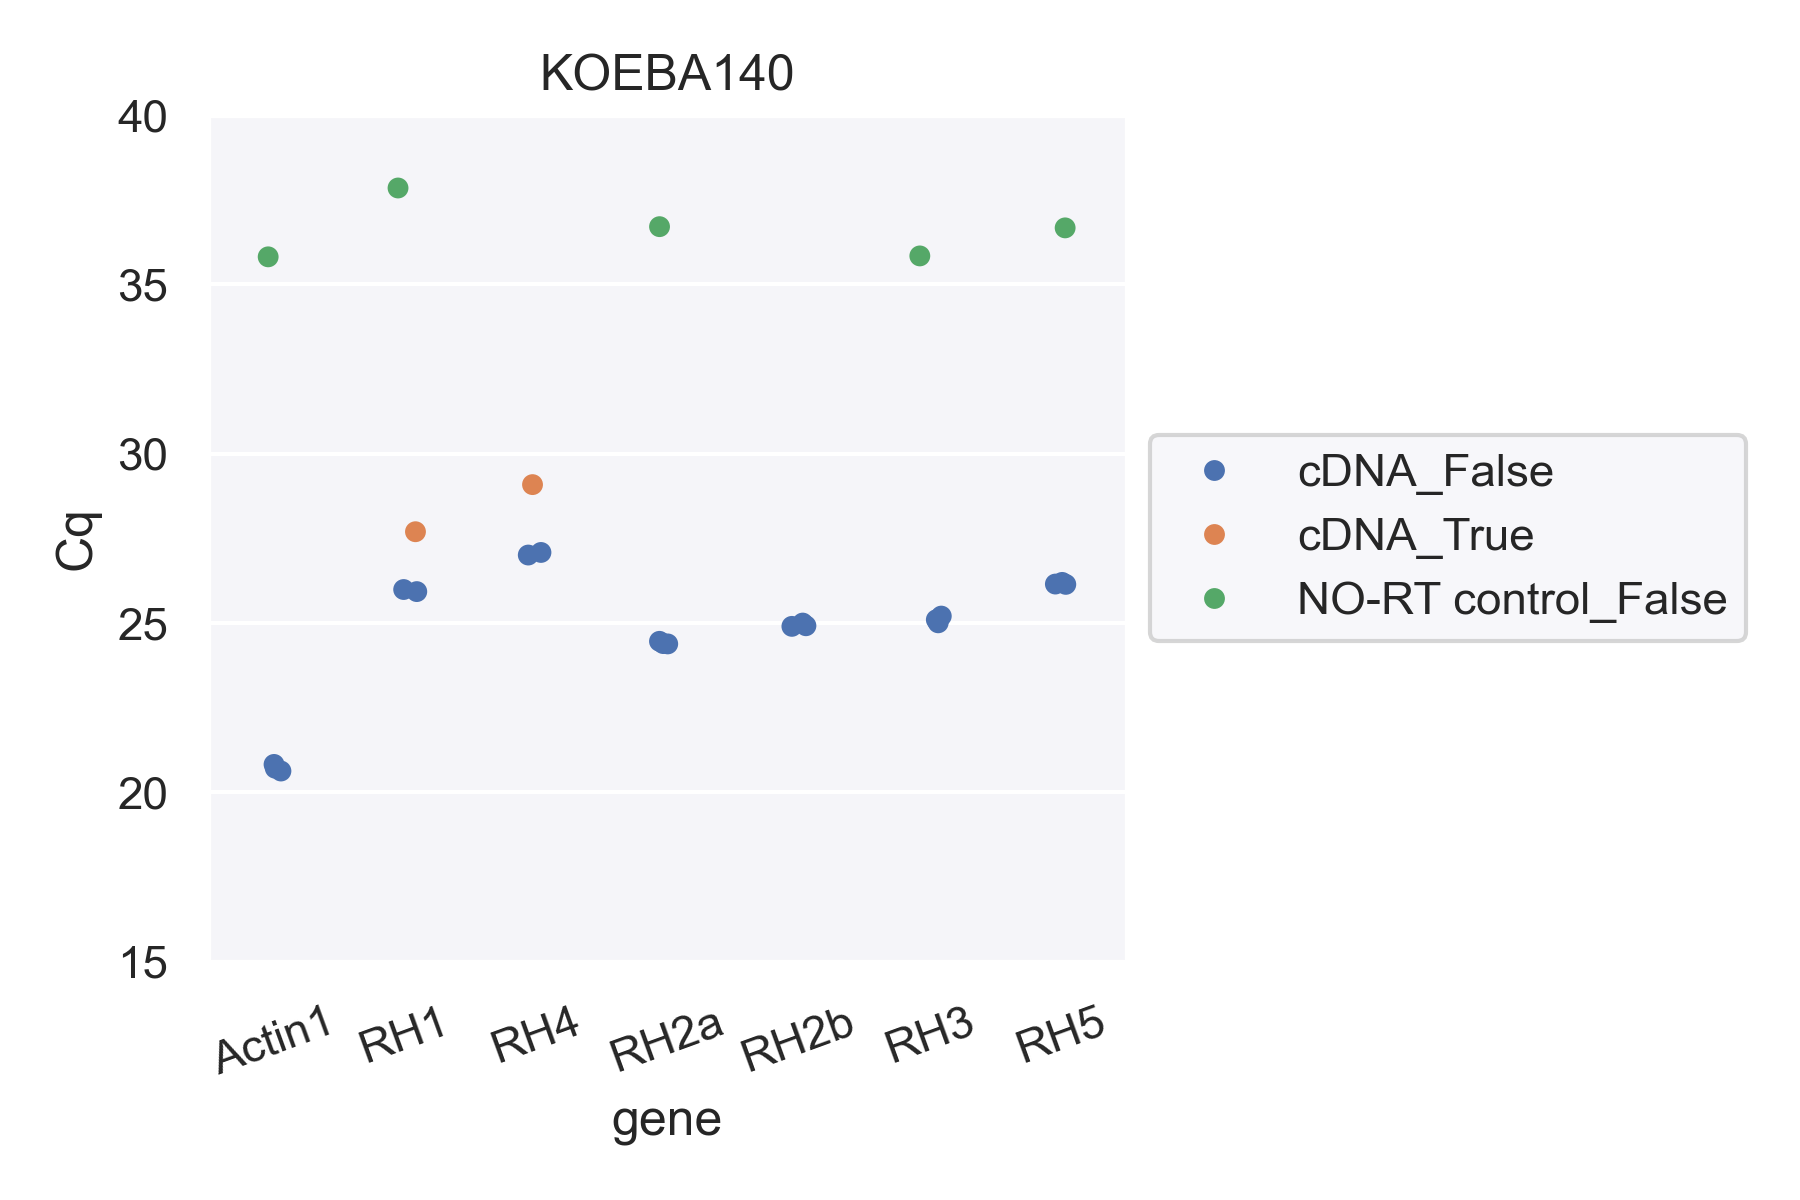 KOEBA140
40
35
30
25
20
15
Cq
Actin1 RH1 RH4 RH2a RH2b RH3 RH5
gene
cDNA_False
cDNA_True
NO-RT control_False